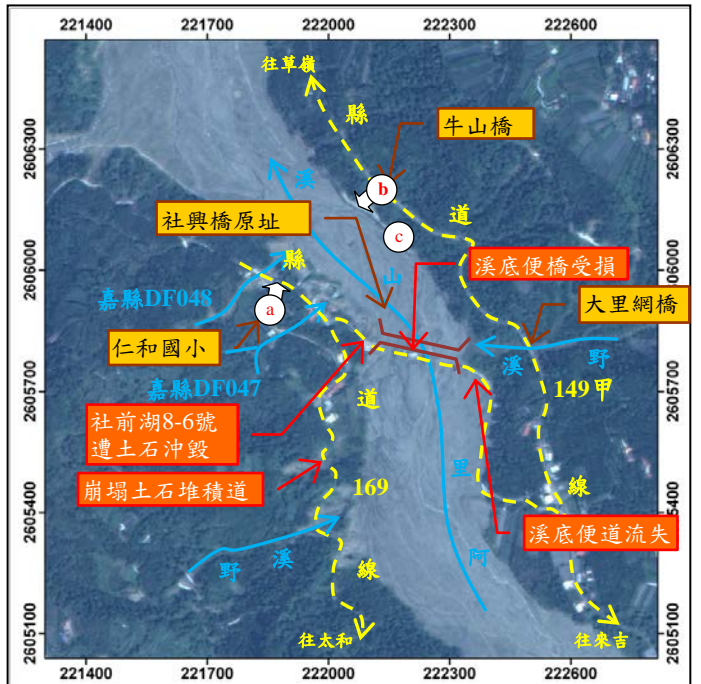 221400 221700 222000 222300 222600
2606300
2606000
2605700
2605400
2605100
2606300
2606000
2605700
2605400
2605100
往草嶺
縣
道
149甲
線
往來吉
牛山橋
b
c
溪
山
里
阿
社興橋原址
溪底便橋受損
縣
道
169
線
往太和
嘉縣DF048
a
仁和國小
嘉縣DF047
大里網橋
溪 野
社前湖8-6號
遭土石沖毀
崩塌土石堆積道
溪底便道流失
野 溪
221400 221700 222000 222300 222600